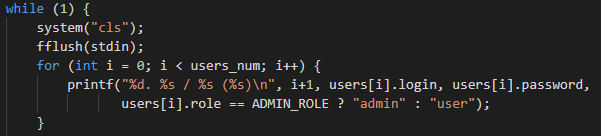 while (1) {
system("cls");
fflush(stdin);
for (int i = 0; i < users_num; i++) {
printf("%d. %s / %s (%s)\n", i+1, users[i].login, users[i].password,
users[i].role == ADMIN_ROLE ? "admin" : "user");
}